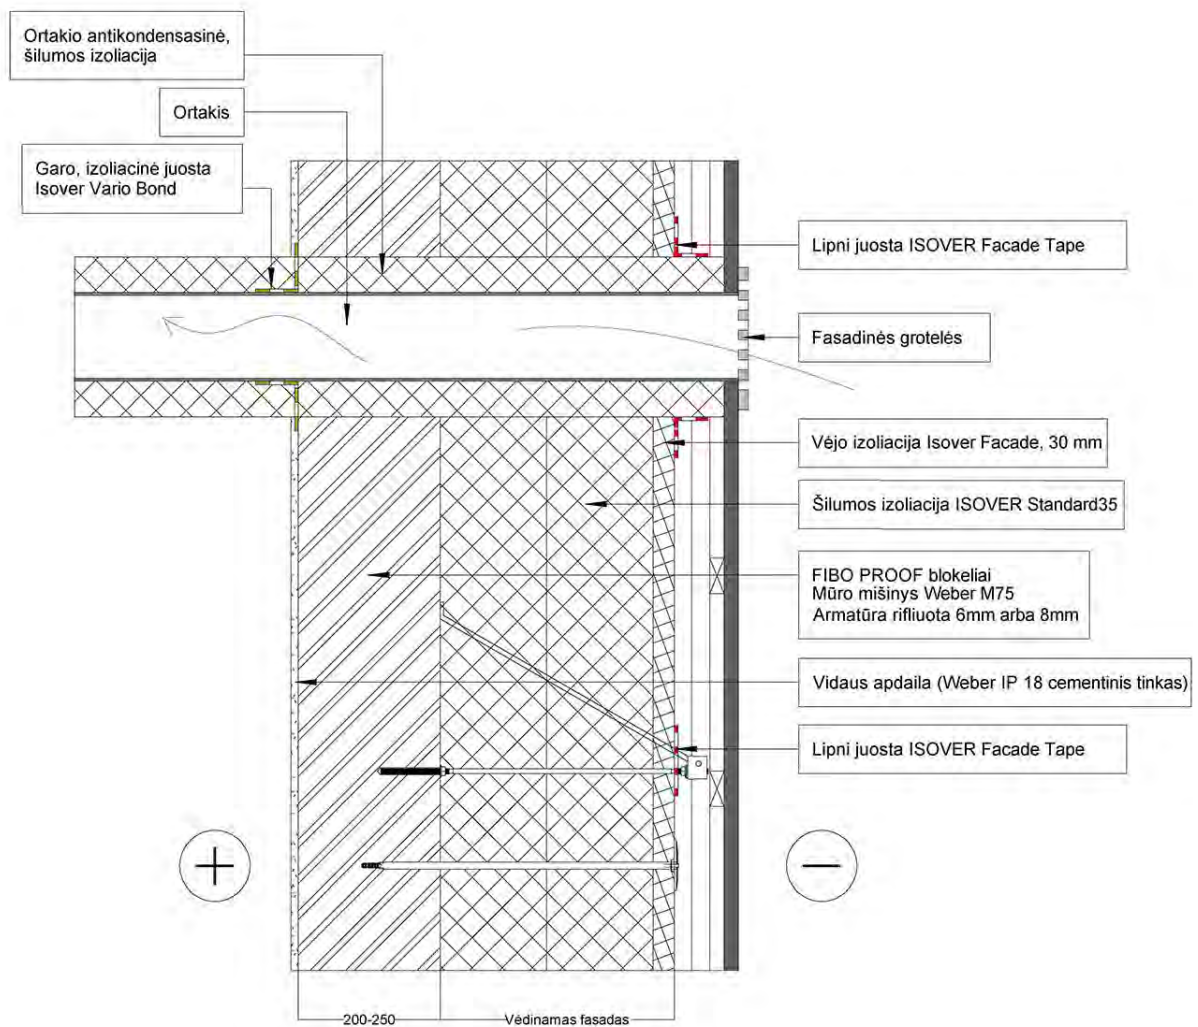 Ortakio antikondensasinė,
šilumos izoliacija
Ortakis
Garo, izoliacinė juosta
Isover Vario Bond
Lipni juosta ISOVER Facade Tape
Fasadinės grotelės
Vėjo izoliacija Isover Facade, 30 mm
Šilumos izoliacija ISOVER Standard35
FIBO PROOF blokeliai
Mūro mišinys Weber M75
Armatūra rifliuota 6mm arba 8mm
Vidaus apdaila (Weber IP 18 cementinis tinkas)
Lipni juosta ISOVER Facade Tape
200-250
Vėdinamas fasadas